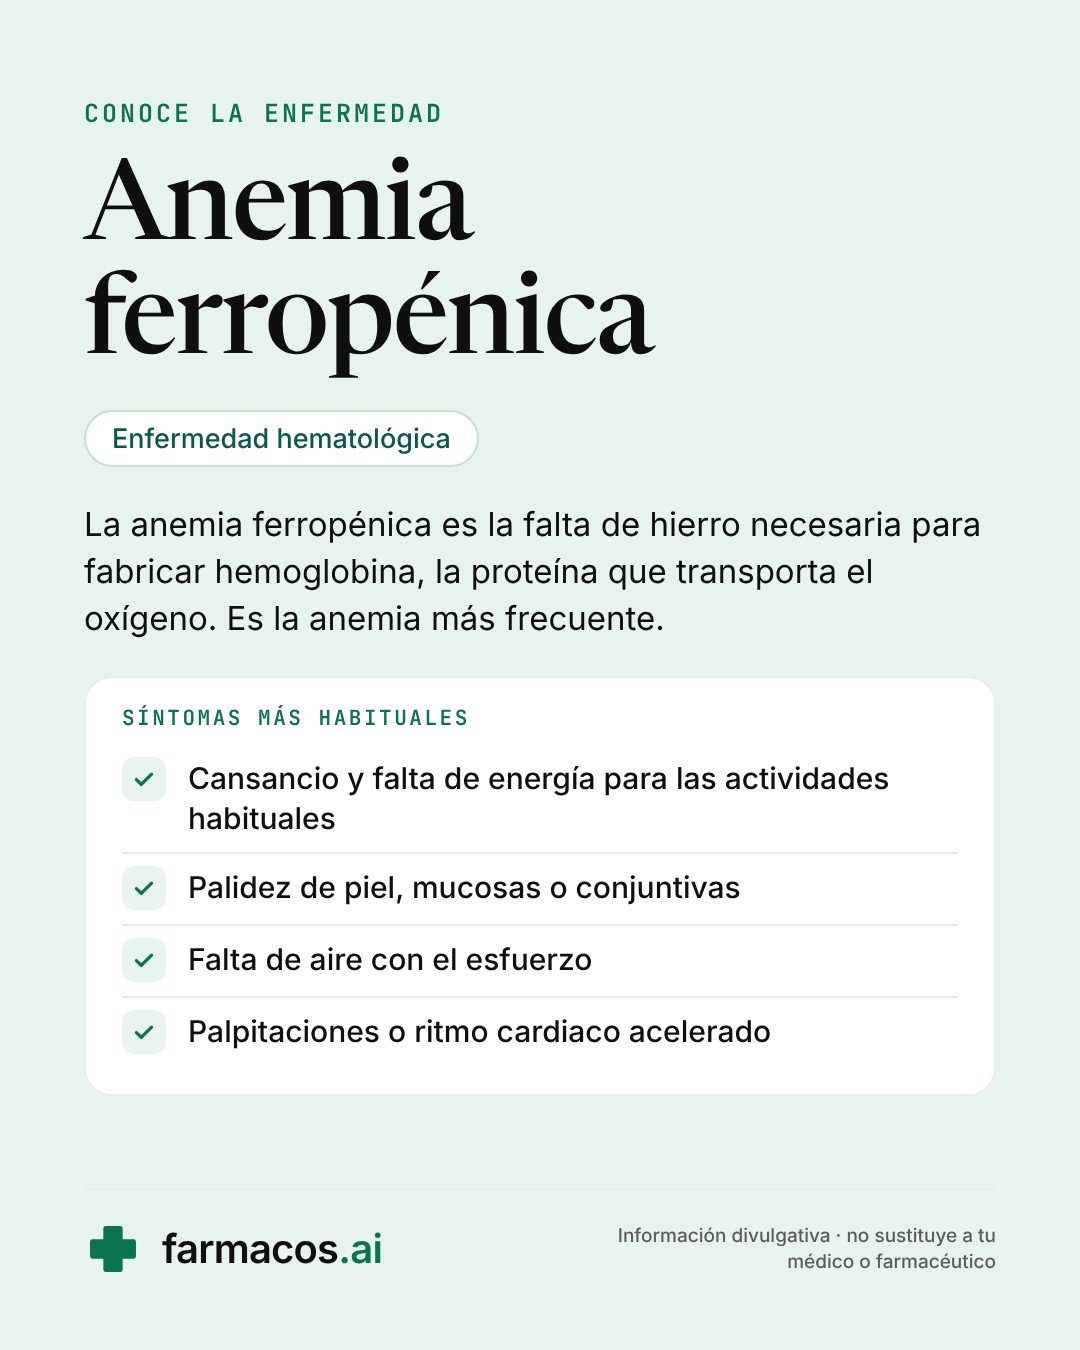 CONOCE LA ENFERMEDAD
Anemia
ferropénica
Enfermedad hematológica
La anemia ferropénica es la falta de hierro necesaria para
fabricar hemoglobina, la proteína que transporta el
oxígeno. Es la anemia más frecuente.
SÍNTOMAS MÁS HABITUALES
Cansancio y falta de energía para las actividades
habituales
Palidez de piel, mucosas o conjuntivas
Falta de aire con el esfuerzo
Palpitaciones o ritmo cardiaco acelerado
farmacos.ai
Información divulgativa · no sustituye a tu
médico o farmacéutico